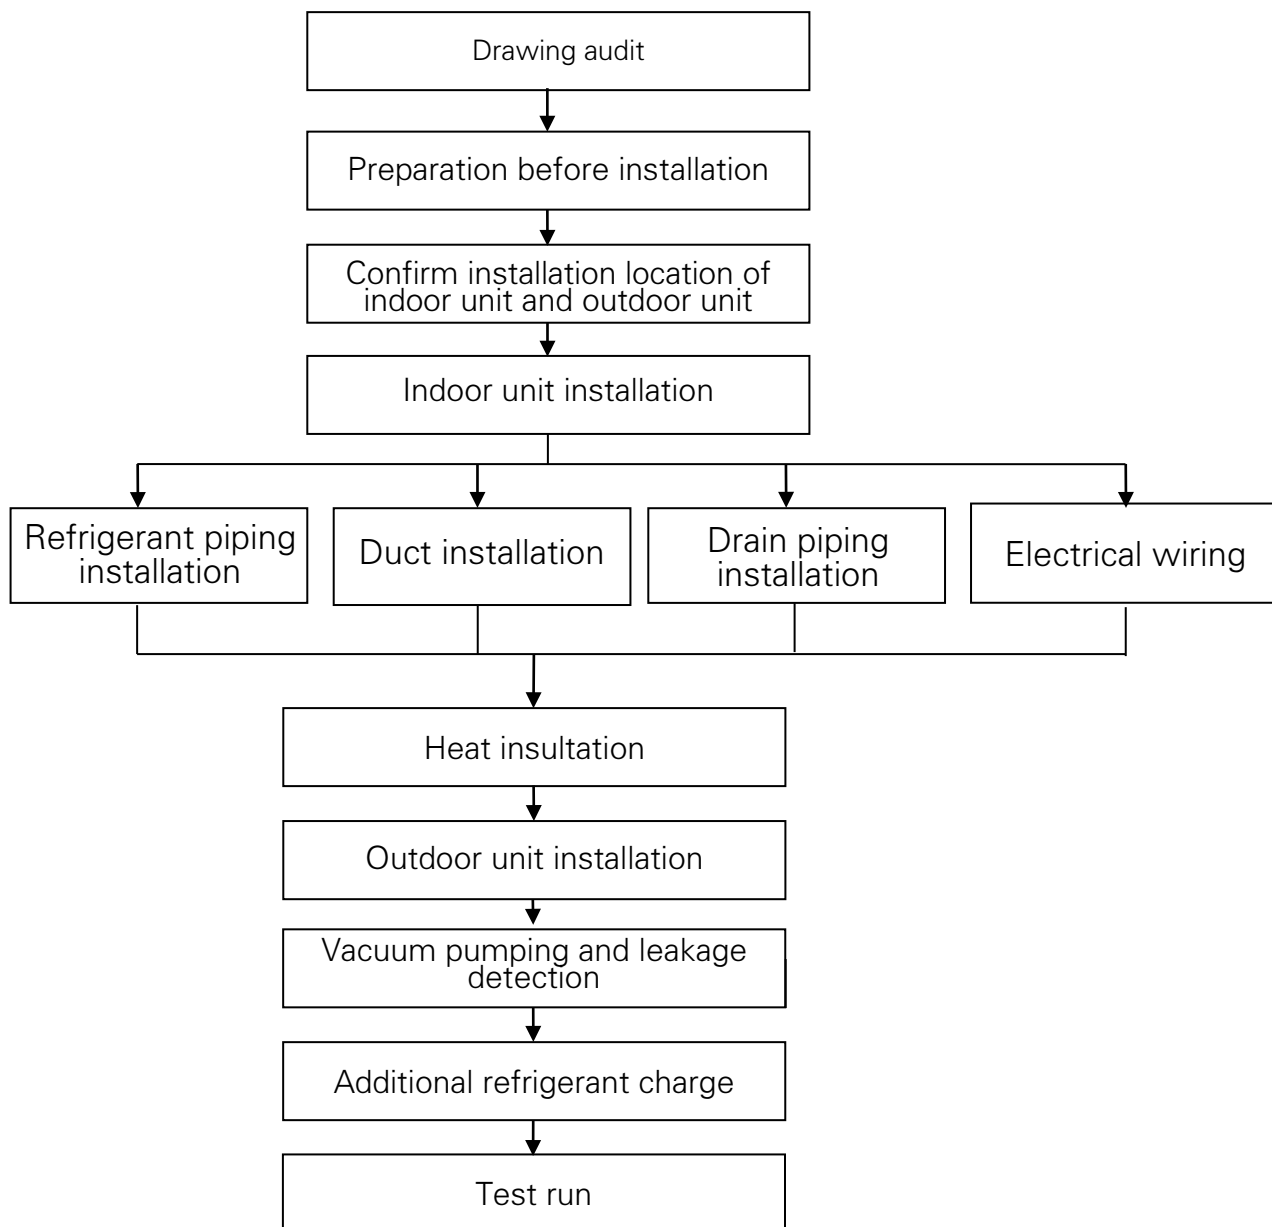 Drawing audit
Preparation before installation
Confirm installation location of
indoor unit and outdoor unit
Indoor unit installation
Refrigerant piping
installation
Duct installation
Drain piping
installation
Electrical wiring
Heat insultation
Outdoor unit installation
Vacuum pumping and leakage
detection
Additional refrigerant charge
Test run